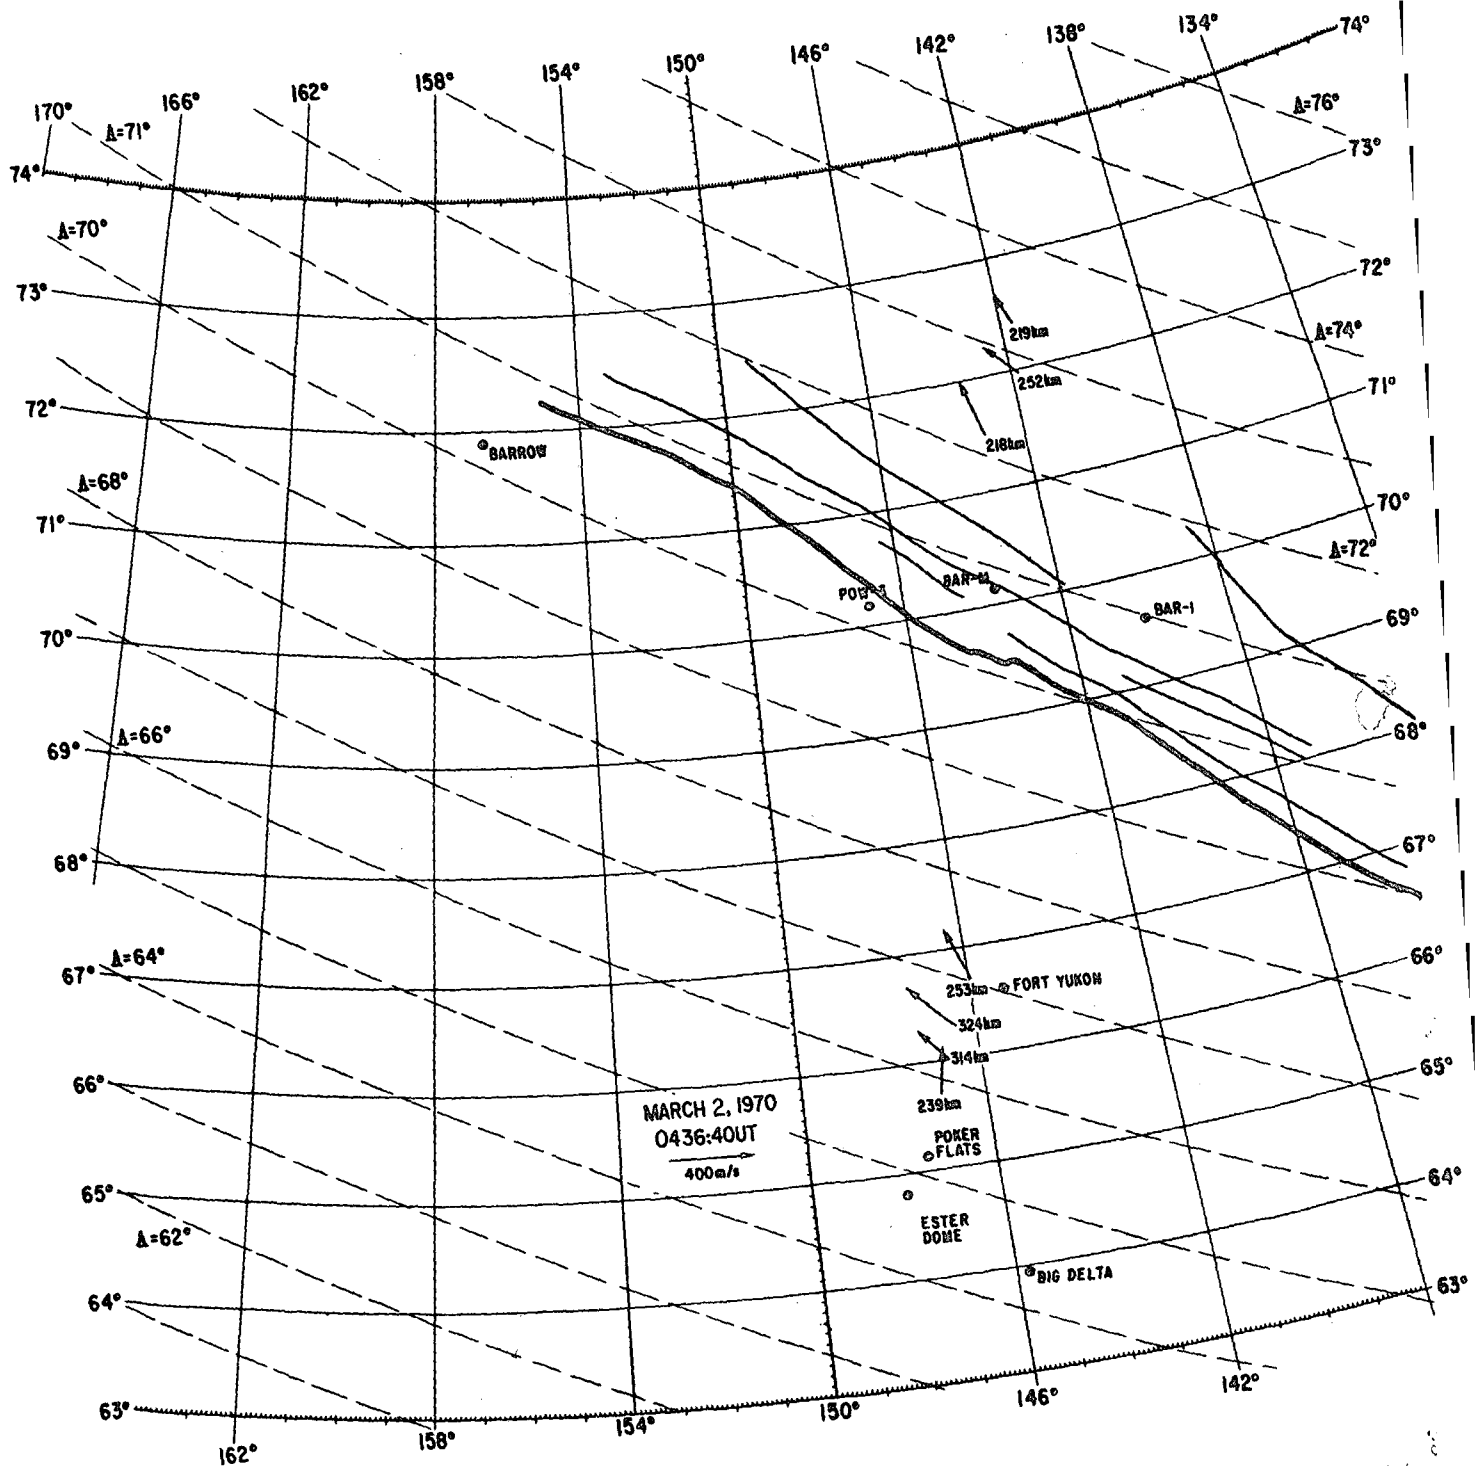 170°
166°
162°
158°
154°
150°
146°
142°
138°
134°
74°
Λ=71°
Λ=76°
74°
73°
Λ=70°
72°
73°
219km
Λ=74°
252km
71°
72°
218km
BARROW
Λ=68°
70°
71°
Λ=72°
BAR-M
POW-3
BAR-I
69°
70°
68°
Λ=66°
69°
67°
68°
Λ=64°
66°
67°
253km
FORT YUKON
324km
314km
65°
66°
239km
MARCH 2, 1970
0436:40UT
400m/s
POKER
FLATS
64°
65°
Λ=62°
ESTER
DOME
BIG DELTA
63°
64°
63°
162°
158°
154°
150°
146°
142°